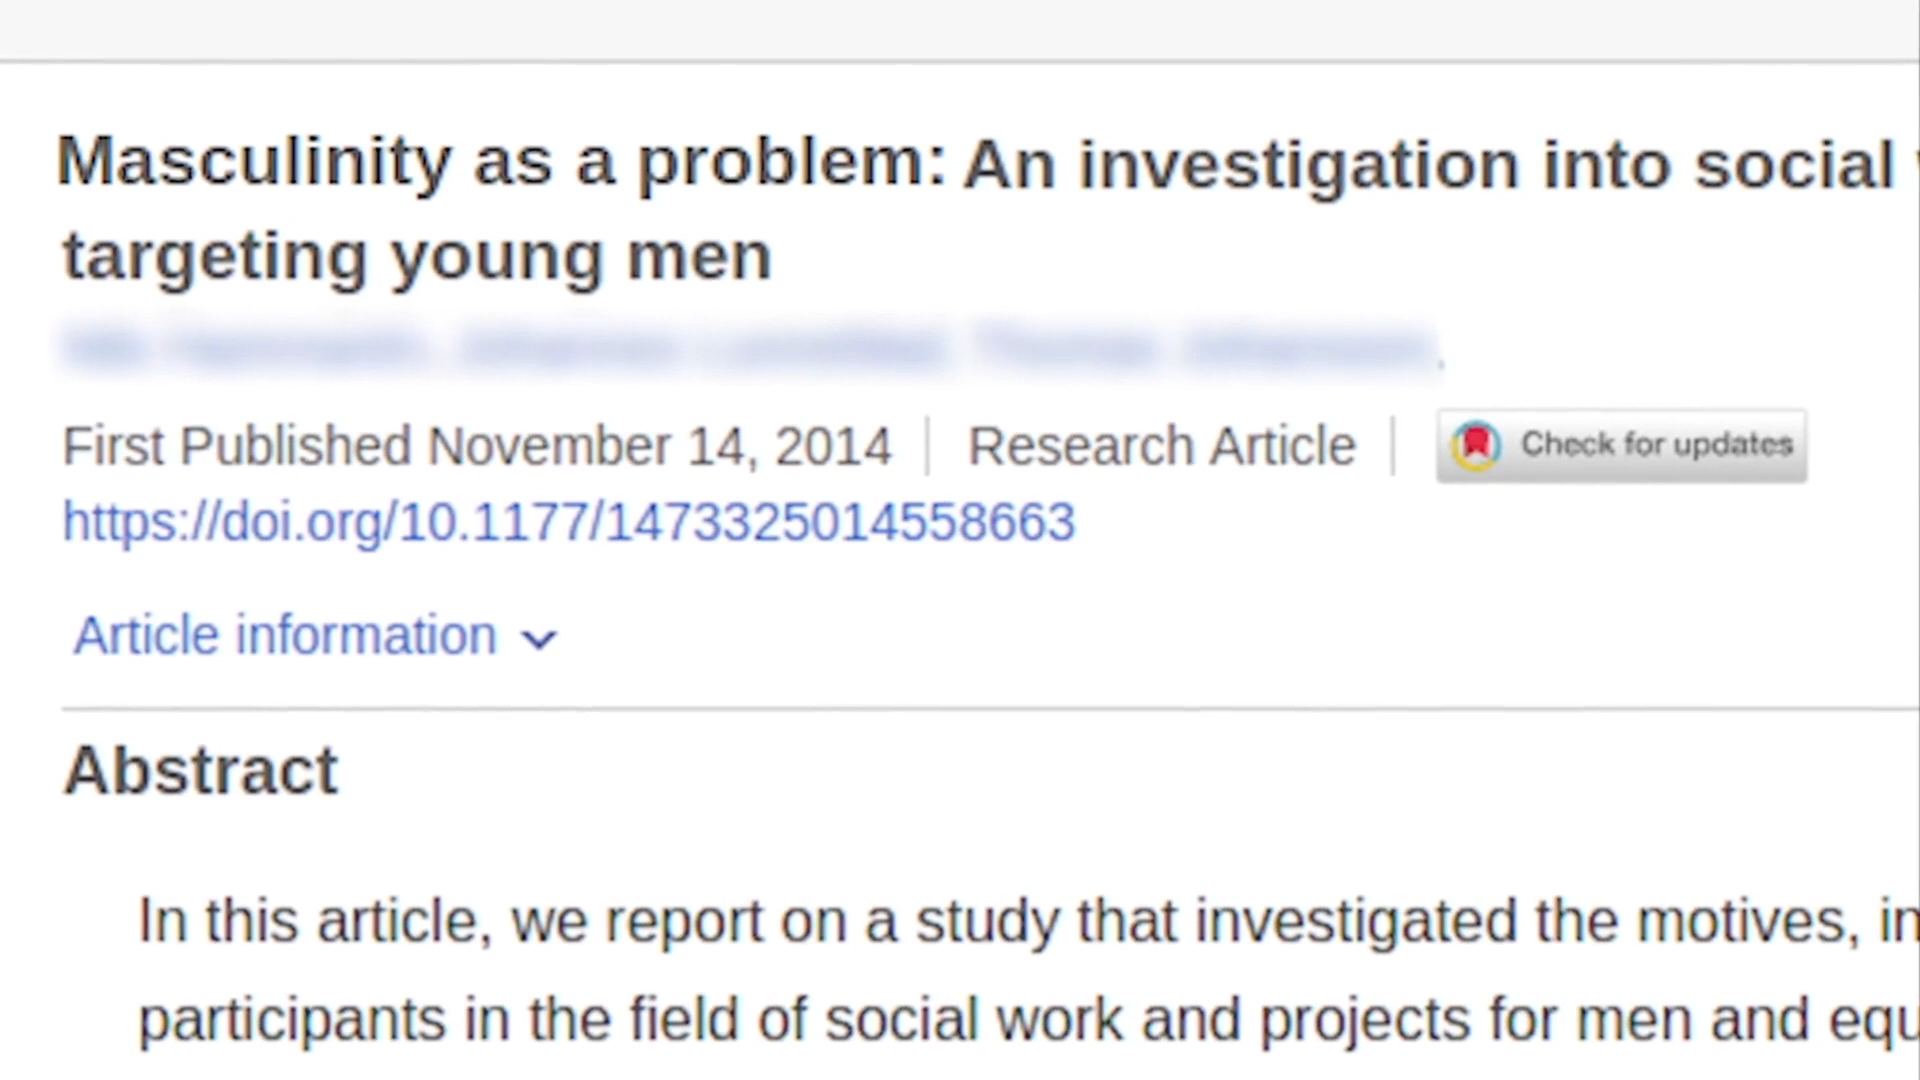 Masculinity as a problem: An investigation into social
targeting young men
First Published November 14, 2014 | Research Article | Check for updates
https://doi.org/10.1177/1473325014558663
Article information
Abstract
In this article, we report on a study that investigated the motives, in
participants in the field of social work and projects for men and equ